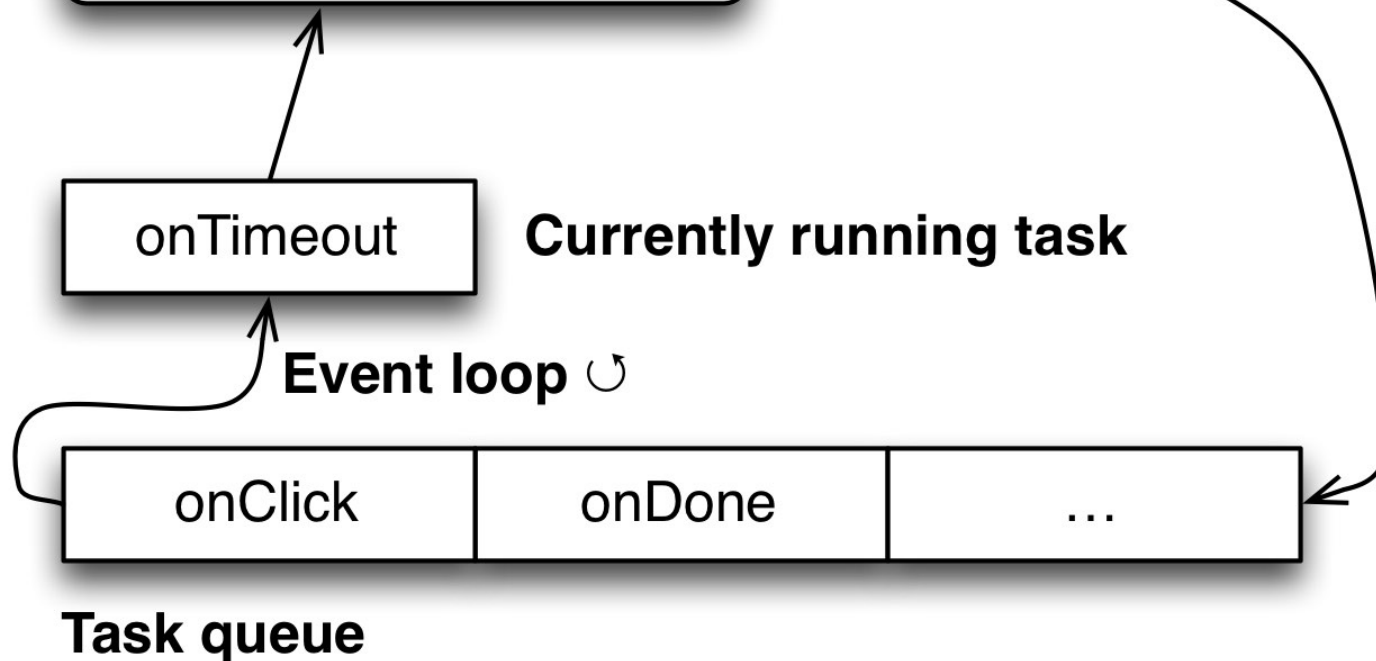 onTimeout
Currently running task
Event loop
onClick
onDone
…
Task queue